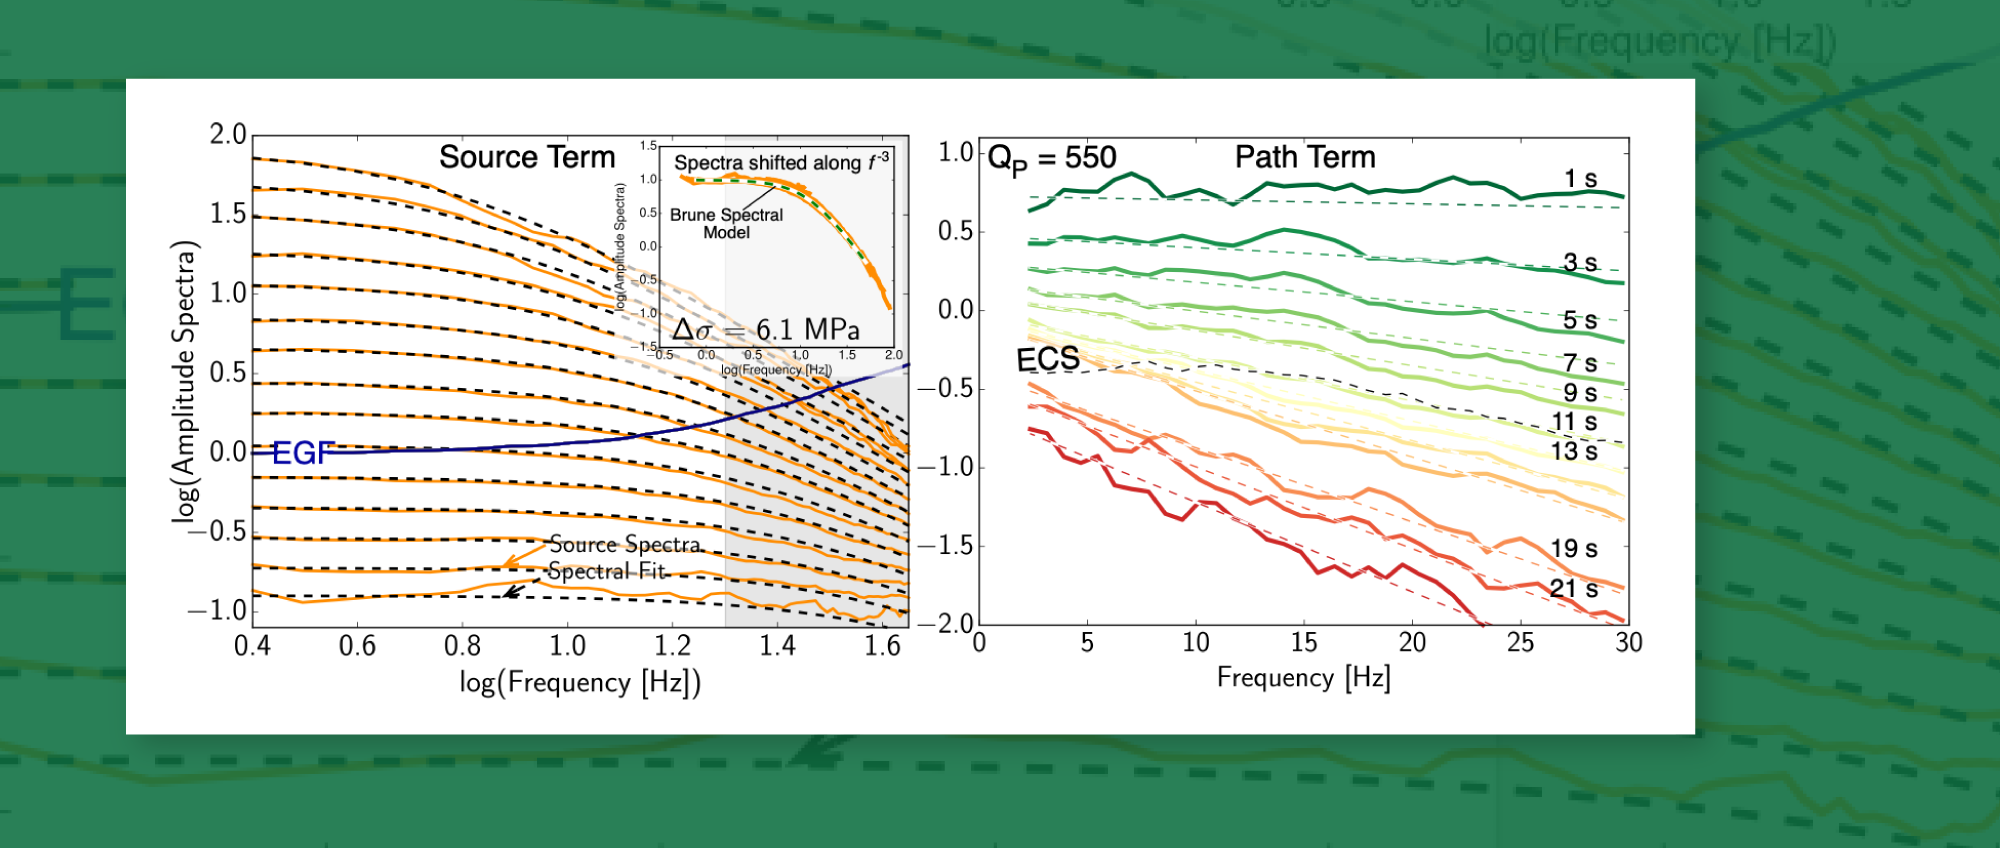 log(Frequency [Hz])
2.0
1.5
1.0
0.5
0.0
−0.5
−1.0
log(Amplitude Spectra)
0.4
0.6
0.8
1.0
1.2
1.4
1.6
log(Frequency [Hz])
Source Term
EGF
Source Spectra
Spectral Fit
1.5
1.0
0.5
0.0
−0.5
−1.0
−1.5
log(Amplitude Spectra)
Spectra shifted along f⁻³
Brune Spectral
Model
Δσ = 6.1 MPa
−0.5
0.0
0.5
1.0
1.5
2.0
log(Frequency [Hz])
1.0
0.5
0.0
−0.5
−1.0
−1.5
−2.0
Qₚ = 550
Path Term
ECS
1 s
3 s
5 s
7 s
9 s
11 s
13 s
19 s
21 s
0
5
10
15
20
25
30
Frequency [Hz]